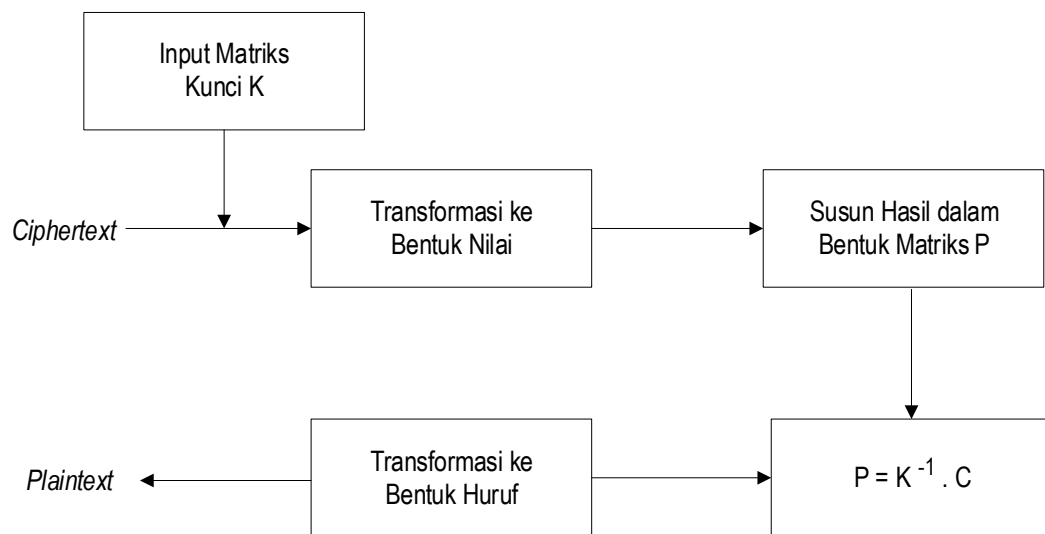 Input Matriks
Kunci K
Ciphertext
Transformasi ke
Bentuk Nilai
Susun Hasil dalam
Bentuk Matriks P
Plaintext
Transformasi ke
Bentuk Huruf
P = K⁻¹ . C